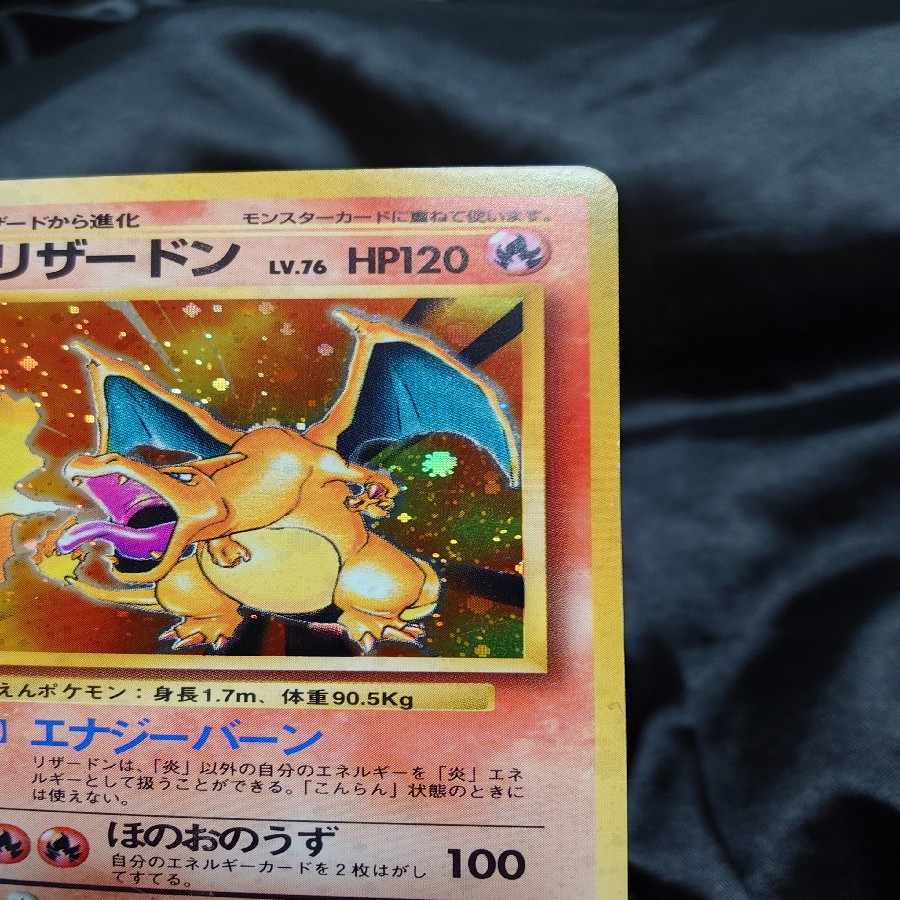 ザードから進化
モンスターカードに重ねて使います。
リザードン LV.76 HP120
えんポケモン：身長1.7m、体重90.5Kg
エナジーバーン
リザードンは、「炎」以外の自分のエネルギーを「炎」エネ
ルギーとして扱うことができる。「こんらん」状態のときに
は使えない。
ほのおのうず 100
自分のエネルギーカードを2枚はがし
てすてる。